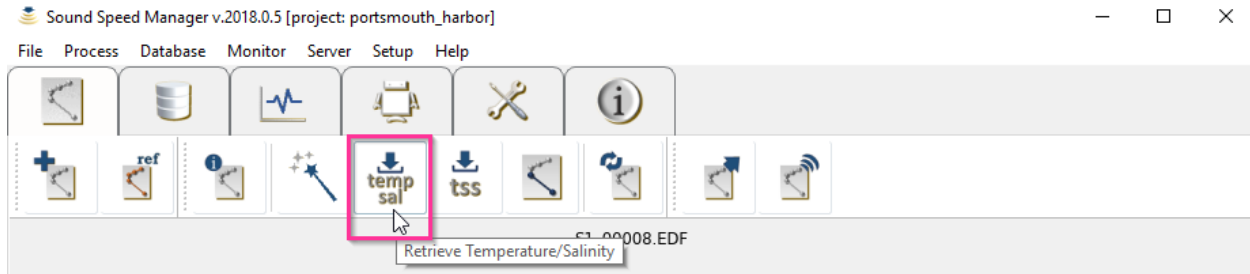 Sound Speed Manager v.2018.0.5 [project: portsmouth_harbor]
File Process Database Monitor Server Setup Help
i
ref i temp sal tss
S1_00008.EDF
Retrieve Temperature/Salinity